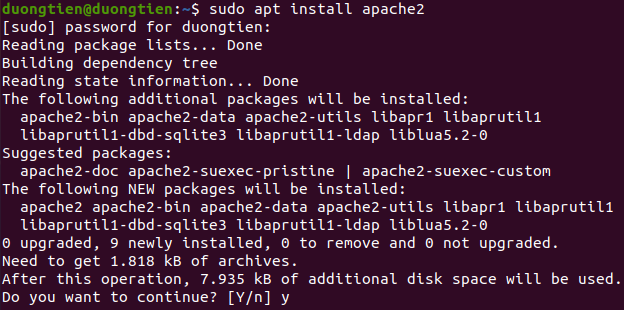 duongtien@duongtien:~$ sudo apt install apache2
[sudo] password for duongtien:
Reading package lists... Done
Building dependency tree
Reading state information... Done
The following additional packages will be installed:
  apache2-bin apache2-data apache2-utils libapr1 libaprutil1
  libaprutil1-dbd-sqlite3 libaprutil1-ldap liblua5.2-0
Suggested packages:
  apache2-doc apache2-suexec-pristine | apache2-suexec-custom
The following NEW packages will be installed:
  apache2 apache2-bin apache2-data apache2-utils libapr1 libaprutil1
  libaprutil1-dbd-sqlite3 libaprutil1-ldap liblua5.2-0
0 upgraded, 9 newly installed, 0 to remove and 0 not upgraded.
Need to get 1.818 kB of archives.
After this operation, 7.935 kB of additional disk space will be used.
Do you want to continue? [Y/n] y